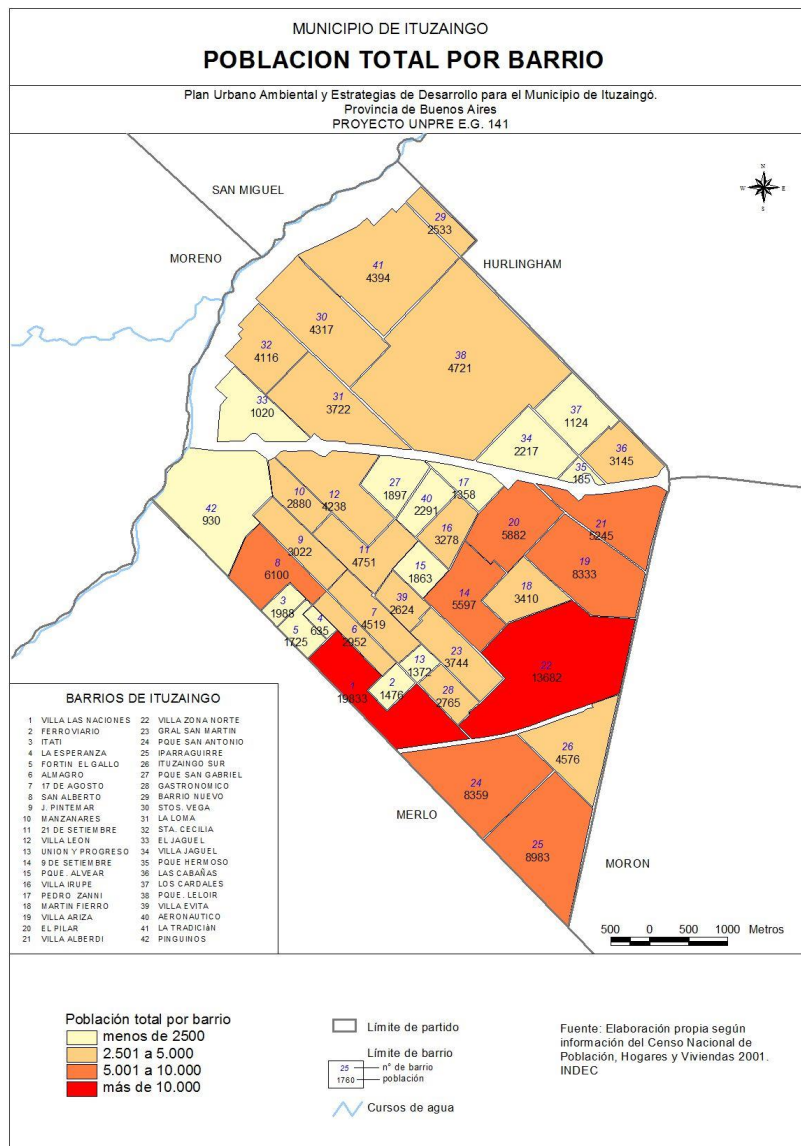 MUNICIPIO DE ITUZAINGO
POBLACION TOTAL POR BARRIO
Plan Urbano Ambiental y Estrategias de Desarrollo para el Municipio de Ituzaingó.
Provincia de Buenos Aires
PROYECTO UNPRE E.G. 141
SAN MIGUEL
N
W E
S
MORENO
HURLINGHAM
29
2533
41
4394
30
4317
32
4116
38
4721
31
3722
33
1020
37
1124
34
2217
36
3145
35
185
27
1897
17
1358
40
2291
10
2880
12
4238
42
930
16
3278
20
5882
21
5245
9
3022
11
4751
19
8333
8
6100
15
1863
18
3410
14
5597
39
2624
3
1988
7
4519
4
635
5
1725
6
2952
23
3744
13
1372
22
13682
2
1476
1
19833
28
2765
26
4576
24
8359
25
8983
MERLO
MORON
500 0 500 1000 Metros
BARRIOS DE ITUZAINGO
1 VILLA LAS NACIONES 22 VILLA ZONA NORTE
2 FERROVIARIO 23 GRAL SAN MARTIN
3 ITATI 24 PQUE SAN ANTONIO
4 LA ESPERANZA 25 IPARRAGUIRRE
5 FORTIN EL GALLO 26 ITUZAINGO SUR
6 ALMAGRO 27 PQUE SAN GABRIEL
7 17 DE AGOSTO 28 GASTRONOMICO
8 SAN ALBERTO 29 BARRIO NUEVO
9 J. PINTEMAR 30 STOS. VEGA
10 MANZANARES 31 LA LOMA
11 21 DE SETIEMBRE 32 STA. CECILIA
12 VILLA LEON 33 EL JAGUEL
13 UNION Y PROGRESO 34 VILLA JAGUEL
14 9 DE SETIEMBRE 35 PQUE HERMOSO
15 PQUE. ALVEAR 36 LAS CABAÑAS
16 VILLA IRUPE 37 LOS CARDALES
17 PEDRO ZANNI 38 PQUE. LELOIR
18 MARTIN FIERRO 39 VILLA EVITA
19 VILLA ARIZA 40 AERONAUTICO
20 EL PILAR 41 LA TRADICIàN
21 VILLA ALBERDI 42 PINGUINOS
Población total por barrio
menos de 2500
2.501 a 5.000
5.001 a 10.000
más de 10.000
Límite de partido
Límite de barrio
25 n° de barrio
1760 población
Cursos de agua
Fuente: Elaboración propia según
información del Censo Nacional de
Población, Hogares y Viviendas 2001.
INDEC